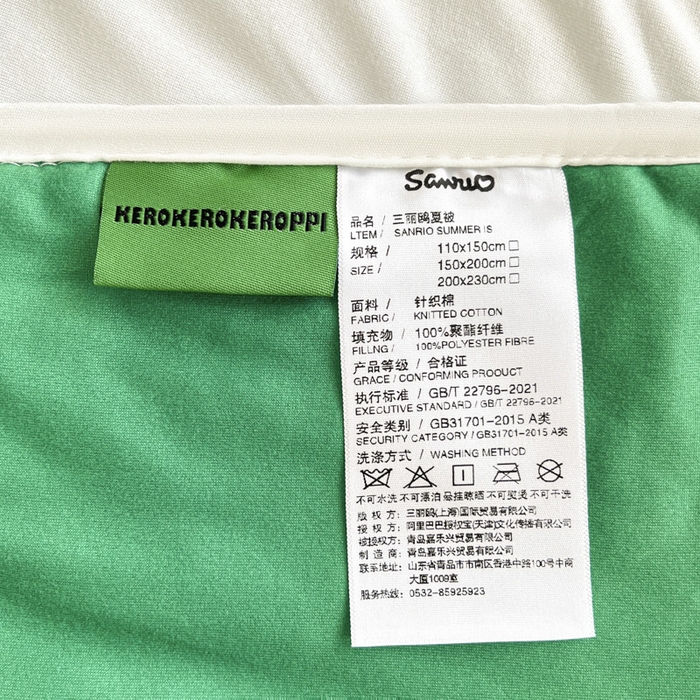 KEROKEROKEROPPI
Sanrio
品名 / 三丽鸥夏被
LTEM / SANRIO SUMMER IS
规格 / 110x150cm□
SIZE / 150x200cm□
200x230cm□
面料 / 针织棉
FABRIC / KNITTED COTTON
填充物 / 100%聚酯纤维
FILLNG / 100%POLYESTER FIBRE
产品等级 / 合格证
GRACE / CONFORMING PRODUCT
执行标准 / GB/T 22796-2021
EXECUTIVE STANDARD / GB/T 22796-2021
安全类别 / GB31701-2015 A类
SECURITY CATEGORY / GB31701-2015 A类
洗涤方式 / WASHING METHOD
不可水洗 不可漂泊 悬挂晾晒 不可熨烫 不可干洗
版权方: 三丽鸥(上海)国际贸易有限公司
授权方: 阿里巴巴授权宝(天津)文化传播有限公司
被授权方: 青岛嘉乐兴贸易有限公司
制造商: 青岛嘉乐兴贸易有限公司
联系地址: 山东省青岛市市南区香港中路100号中商
大厦1009室
服务热线: 0532-85925923